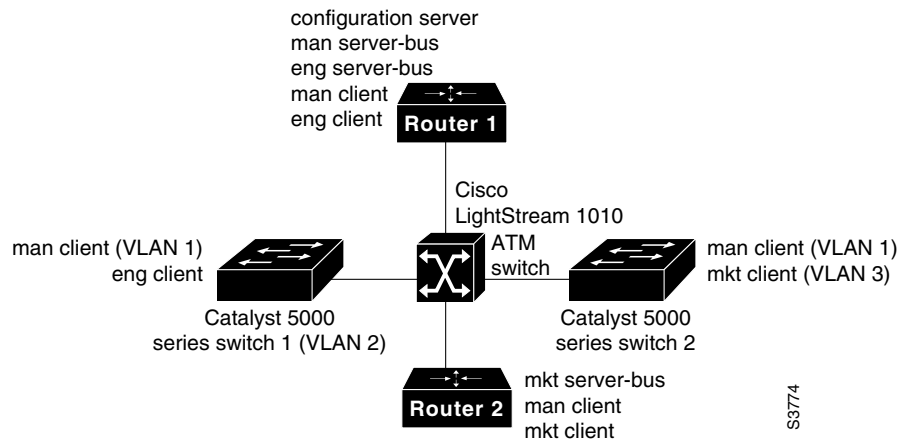 configuration server
man server-bus
eng server-bus
man client
eng client
Router 1
Cisco
LightStream 1010
ATM
switch
man client (VLAN 1)
eng client
Catalyst 5000
series switch 1 (VLAN 2)
man client (VLAN 1)
mkt client (VLAN 3)
Catalyst 5000
series switch 2
Router 2
mkt server-bus
man client
mkt client
S3774